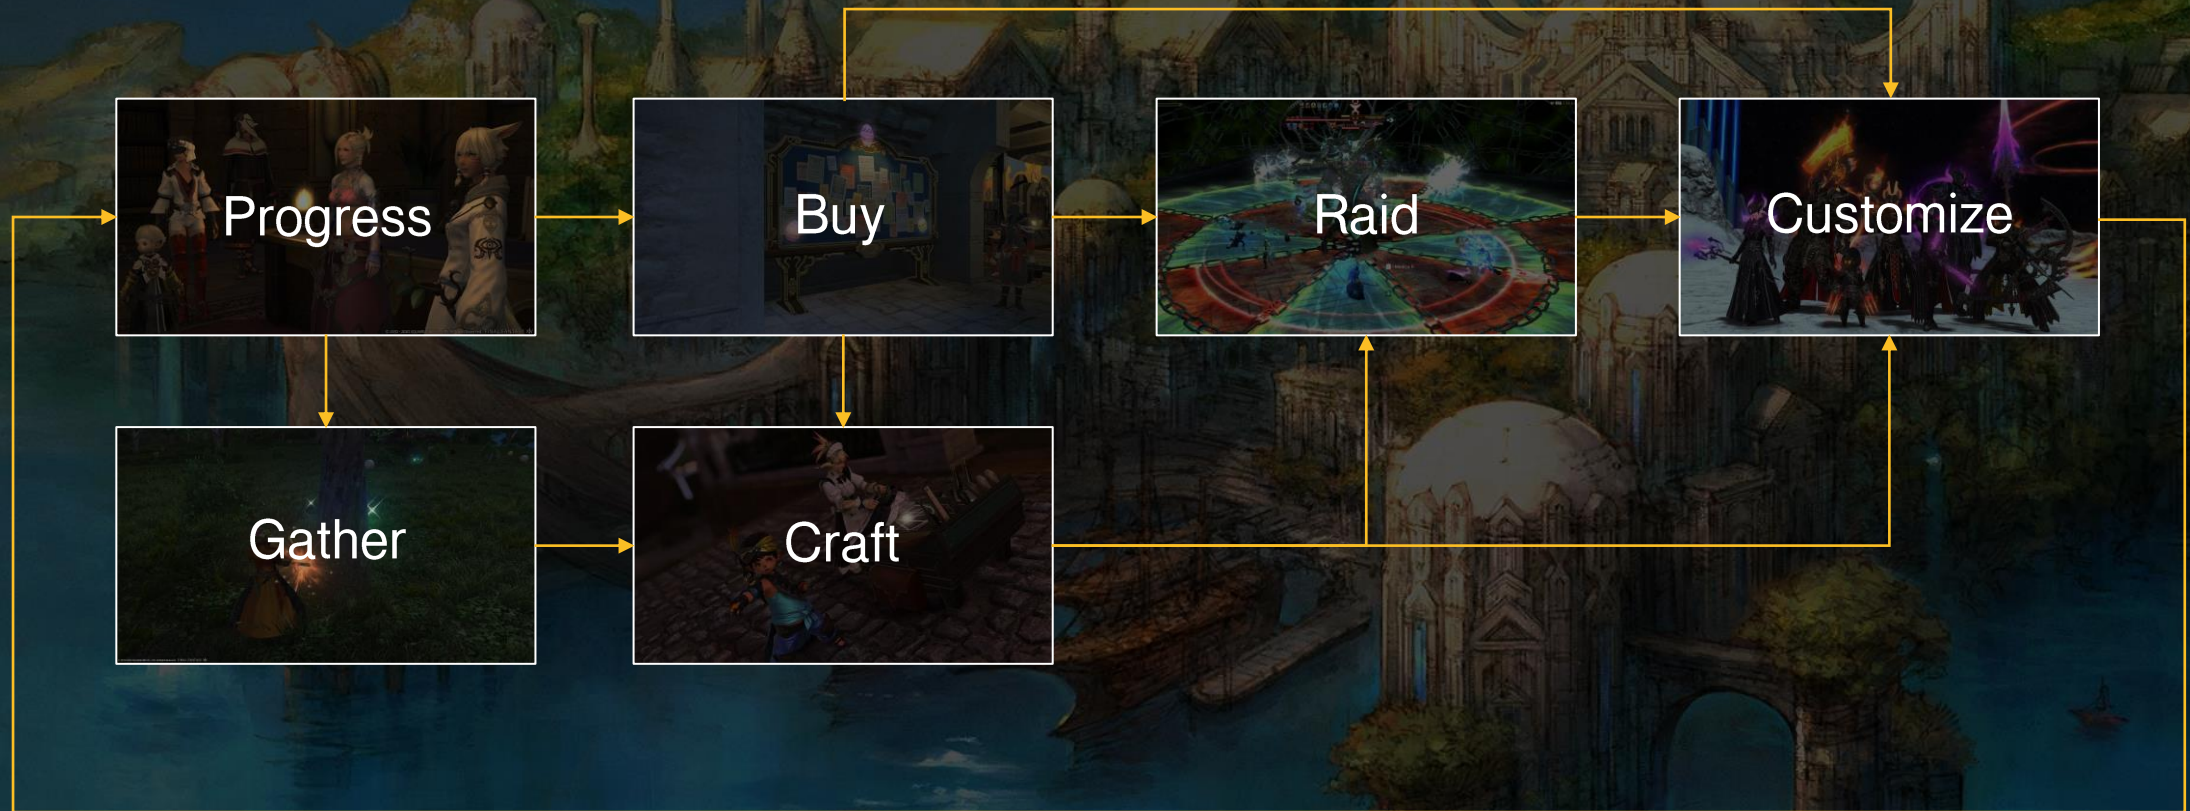 Progress
Buy
Raid
Customize
Gather
Craft